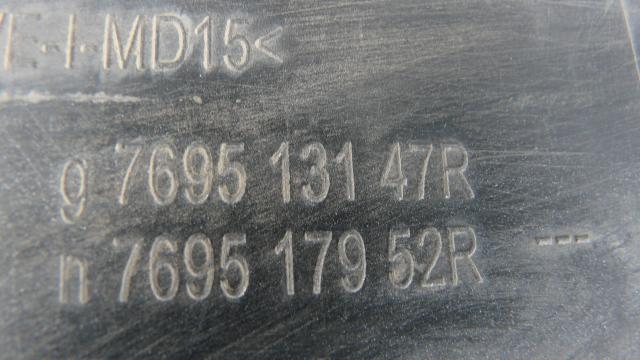 E-I-MD15<
g 7695 131 47R
n 7695 179 52R ---